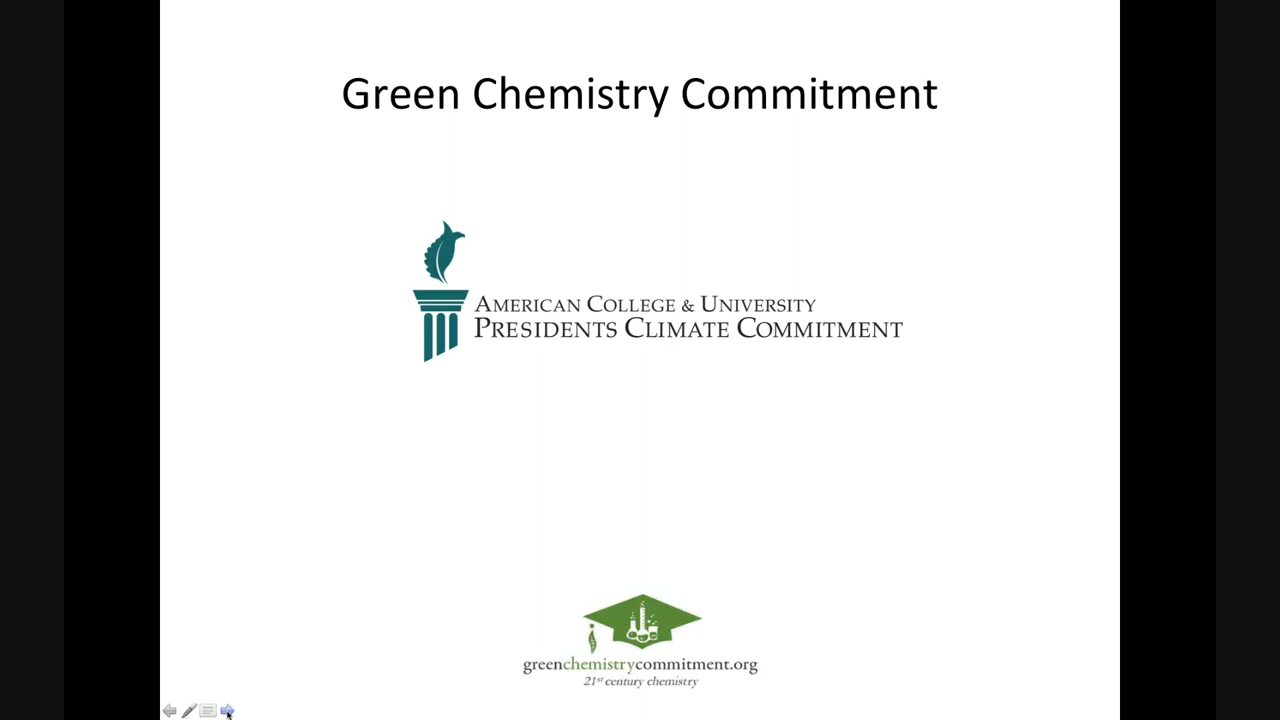 Green Chemistry Commitment
American College & University
Presidents Climate Commitment
greenchemistrycommitment.org
21st century chemistry